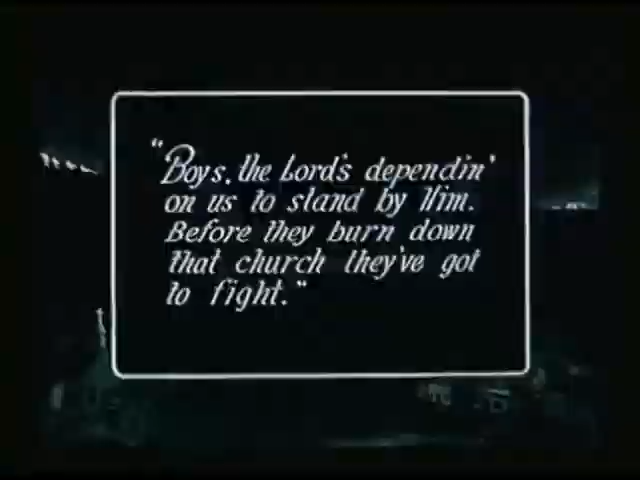 "Boys, the Lord's dependin'
on us to stand by Him.
Before they burn down
that church they've got
to fight."